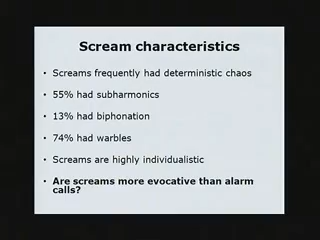 Scream characteristics
• Screams frequently had deterministic chaos
• 55% had subharmonics
• 13% had biphonation
• 74% had warbles
• Screams are highly individualistic
• Are screams more evocative than alarm
calls?